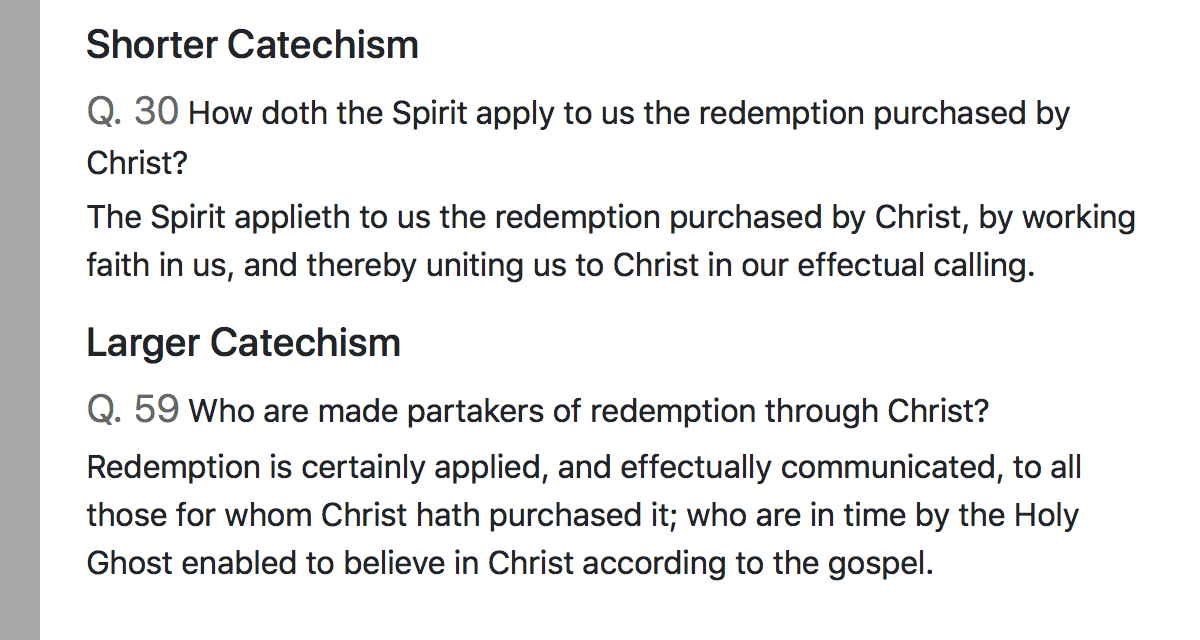 Shorter Catechism
Q. 30 How doth the Spirit apply to us the redemption purchased by
Christ?
The Spirit applieth to us the redemption purchased by Christ, by working
faith in us, and thereby uniting us to Christ in our effectual calling.
Larger Catechism
Q. 59 Who are made partakers of redemption through Christ?
Redemption is certainly applied, and effectually communicated, to all
those for whom Christ hath purchased it; who are in time by the Holy
Ghost enabled to believe in Christ according to the gospel.